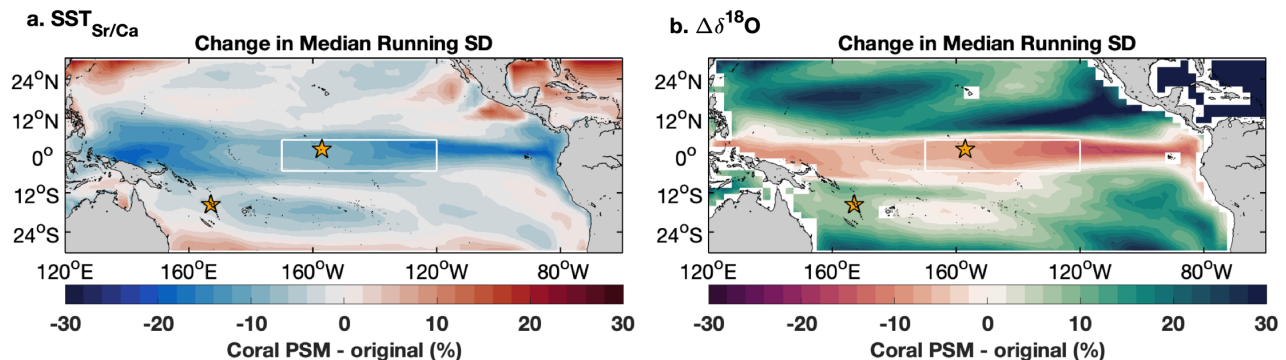 a. SST_Sr/Ca
Change in Median Running SD
24°N
12°N
0°
12°S
24°S
120°E 160°E 160°W 120°W 80°W
-30 -20 -10 0 10 20 30
Coral PSM - original (%)
b. Δδ¹⁸O
Change in Median Running SD
24°N
12°N
0°
12°S
24°S
120°E 160°E 160°W 120°W 80°W
-30 -20 -10 0 10 20 30
Coral PSM - original (%)